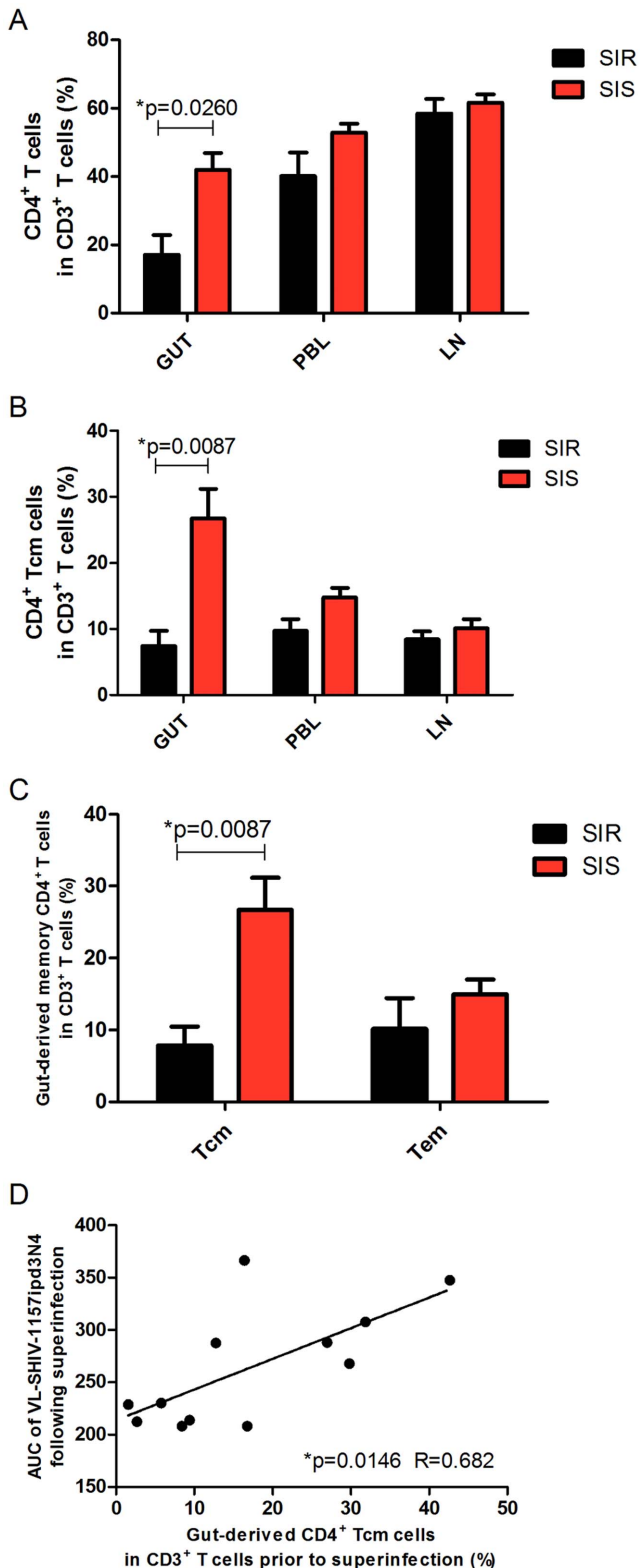 A
CD4⁺ T cells
in CD3⁺ T cells (%)
80
60
40
20
0
*p=0.0260
SIR
SIS
GUT
PBL
LN
B
CD4⁺ Tcm cells
in CD3⁺ T cells (%)
40
30
20
10
0
*p=0.0087
SIR
SIS
GUT
PBL
LN
C
Gut-derived memory CD4⁺ T cells
in CD3⁺ T cells (%)
40
30
20
10
0
*p=0.0087
SIR
SIS
Tcm
Tem
D
AUC of VL-SHIV-1157ipd3N4
following superinfection
400
350
300
250
200
150
*p=0.0146 R=0.682
0
10
20
30
40
50
Gut-derived CD4⁺ Tcm cells
in CD3⁺ T cells prior to superinfection (%)